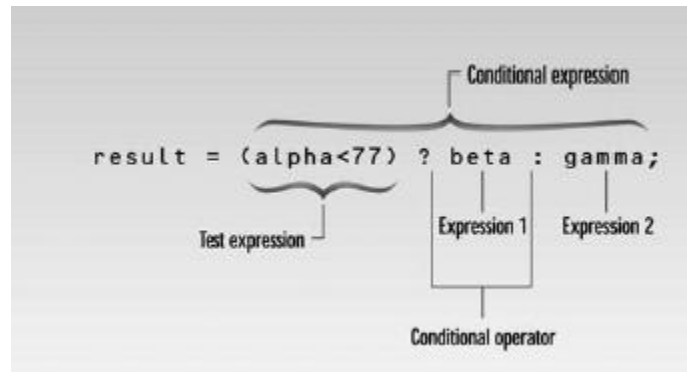 Conditional expression
result = (alpha<77) ? beta : gamma;
Test expression
Expression 1
Expression 2
Conditional operator